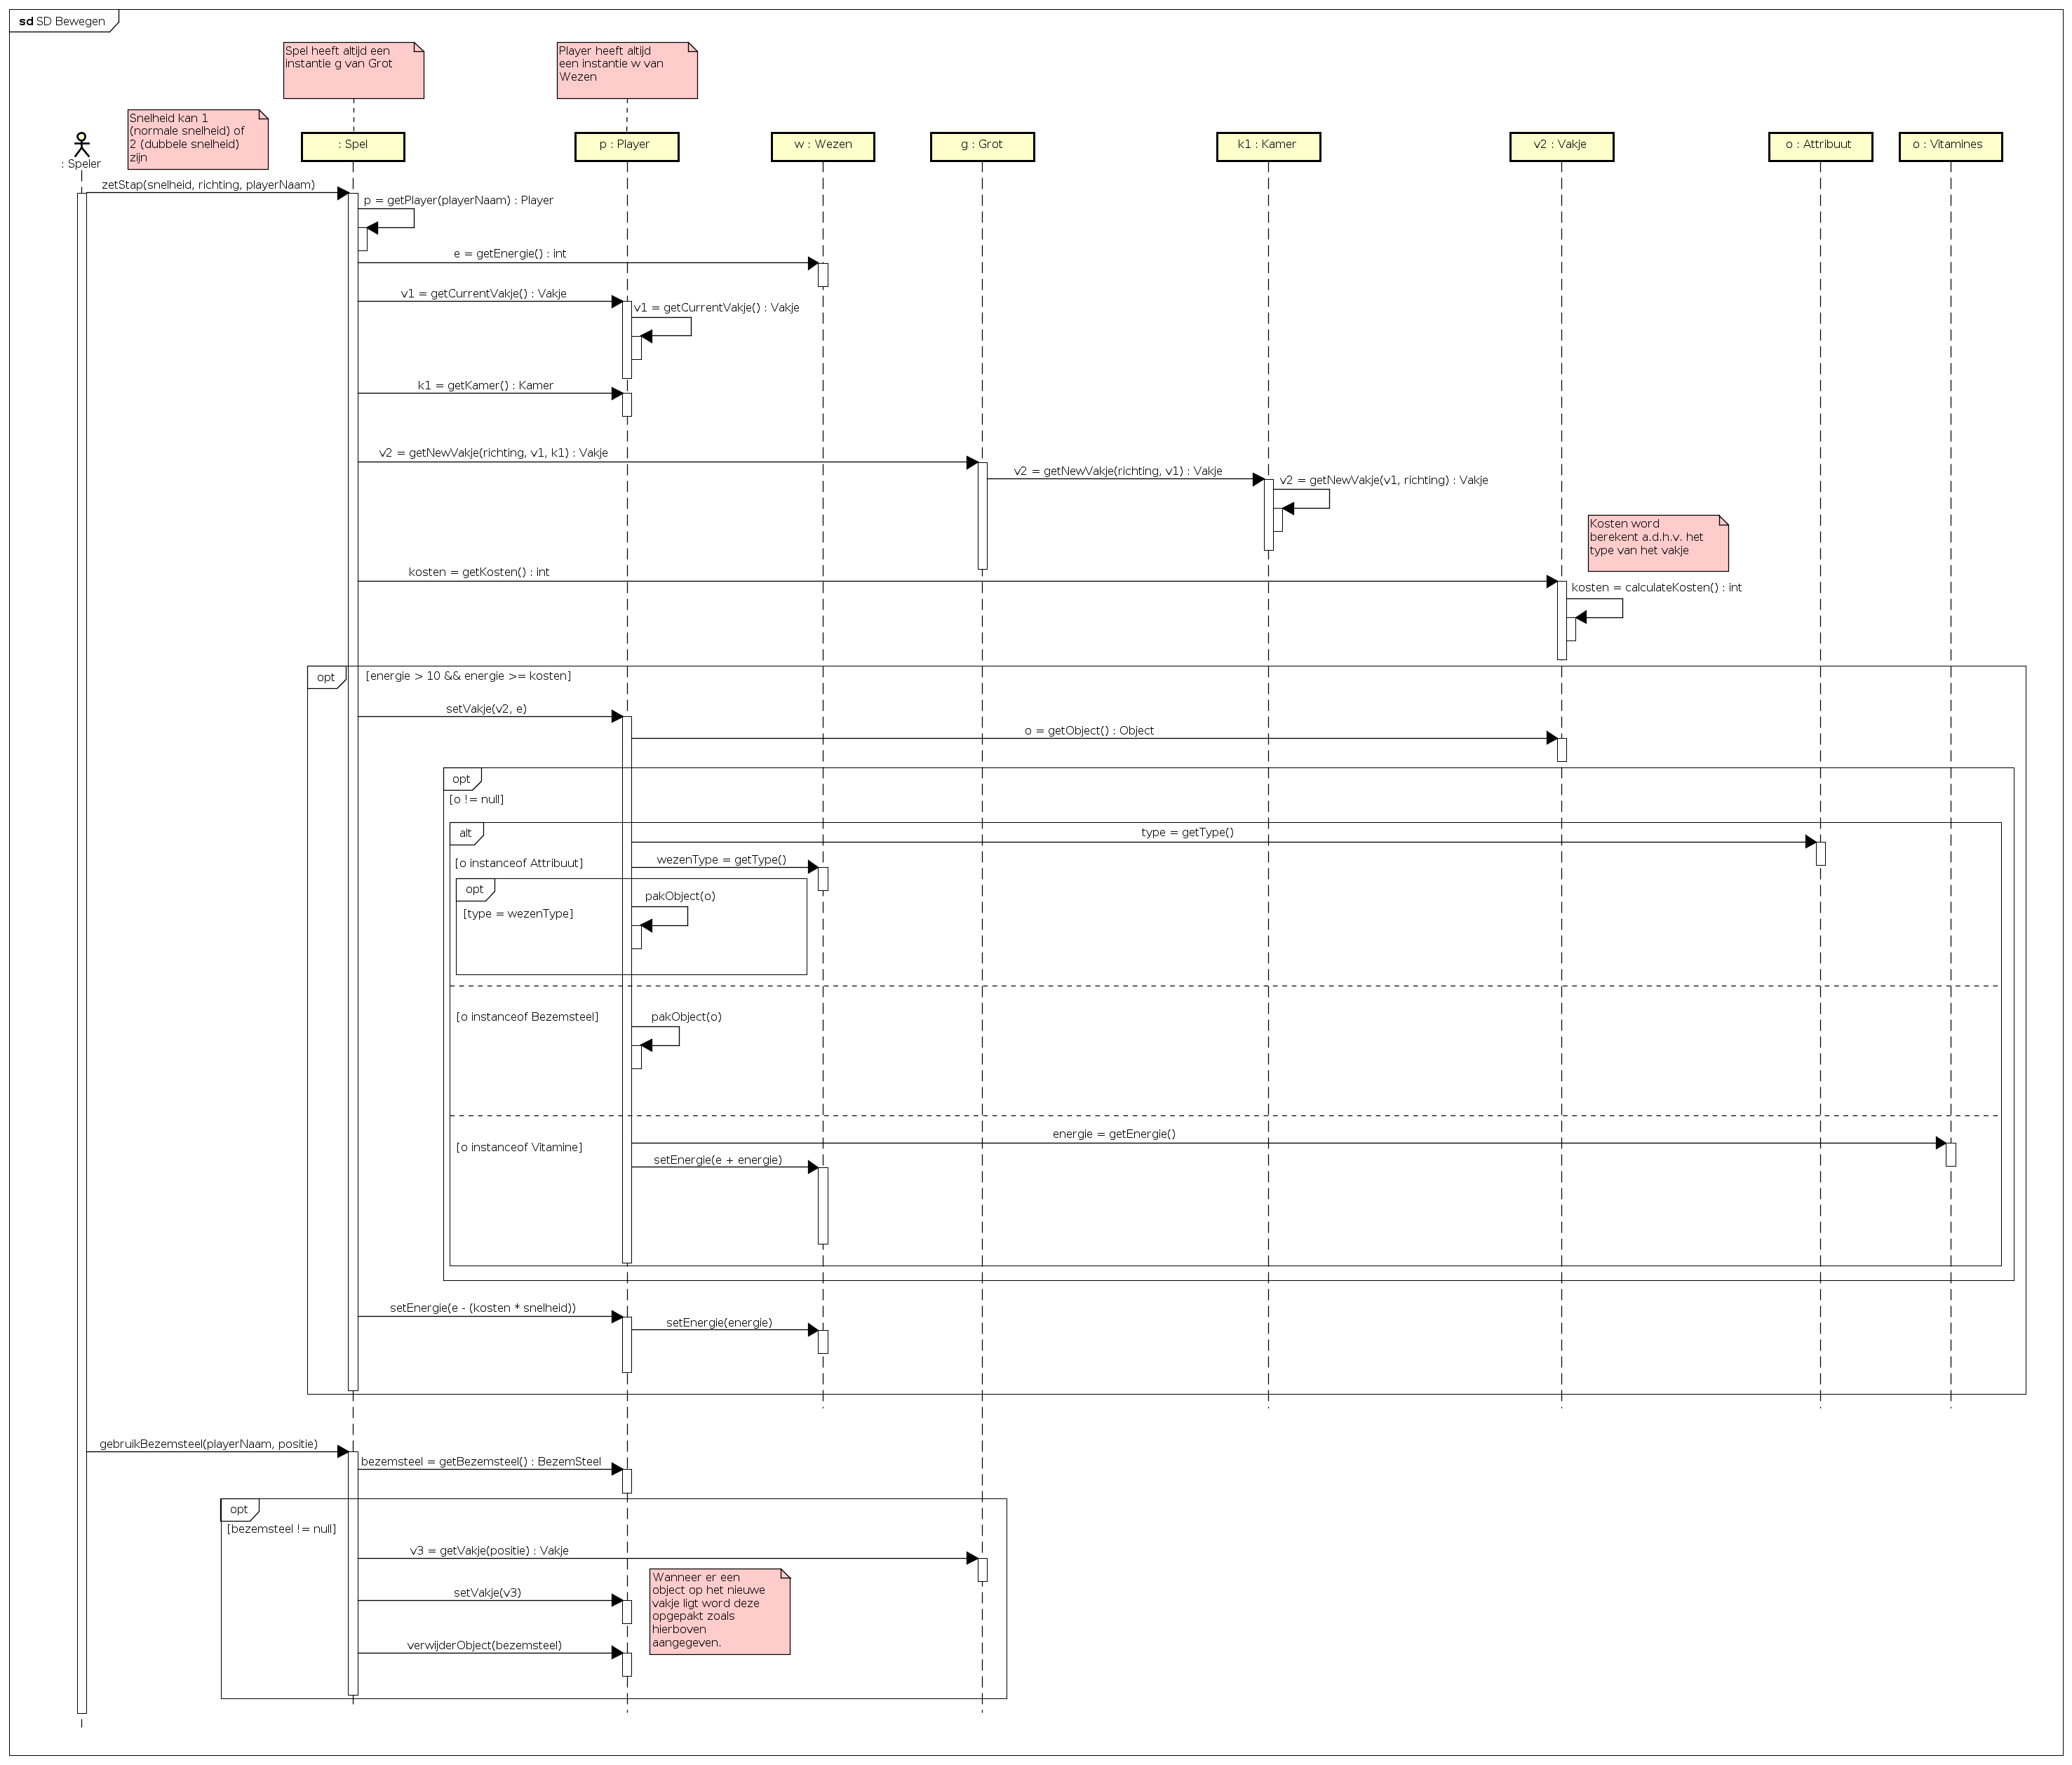 sd SD Bewegen
Spel heeft altijd een
instantie g van Grot
Player heeft altijd
een instantie w van
Wezen
Snelheid kan 1
(normale snelheid) of
2 (dubbele snelheid)
zijn
: Speler
: Spel
p : Player
w : Wezen
g : Grot
k1 : Kamer
v2 : Vakje
o : Attribuut
o : Vitamines
zetStap(snelheid, richting, playerNaam)
p = getPlayer(playerNaam) : Player
e = getEnergie() : int
v1 = getCurrentVakje() : Vakje
v1 = getCurrentVakje() : Vakje
k1 = getKamer() : Kamer
v2 = getNewVakje(richting, v1, k1) : Vakje
v2 = getNewVakje(richting, v1) : Vakje
v2 = getNewVakje(v1, richting) : Vakje
Kosten word
berekent a.d.h.v. het
type van het vakje
kosten = getKosten() : int
kosten = calculateKosten() : int
opt
[energie > 10 && energie >= kosten]
setVakje(v2, e)
o = getObject() : Object
opt
[o != null]
alt
type = getType()
[o instanceof Attribuut]
wezenType = getType()
opt
pakObject(o)
[type = wezenType]
[o instanceof Bezemsteel]
pakObject(o)
energie = getEnergie()
[o instanceof Vitamine]
setEnergie(e + energie)
setEnergie(e - (kosten * snelheid))
setEnergie(energie)
gebruikBezemsteel(playerNaam, positie)
bezemsteel = getBezemsteel() : BezemSteel
opt
[bezemsteel != null]
v3 = getVakje(positie) : Vakje
Wanneer er een
object op het nieuwe
vakje ligt word deze
opgepakt zoals
hierboven
aangegeven.
setVakje(v3)
verwijderObject(bezemsteel)